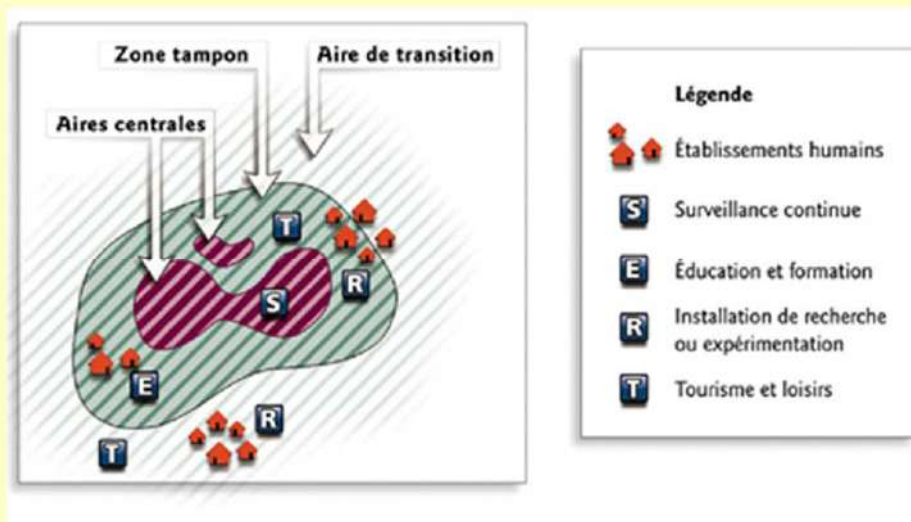 Zone tampon
Aire de transition
Aires centrales
T
R
S
E
R
T
Légende
Établissements humains
S Surveillance continue
E Éducation et formation
R Installation de recherche
ou expérimentation
T Tourisme et loisirs